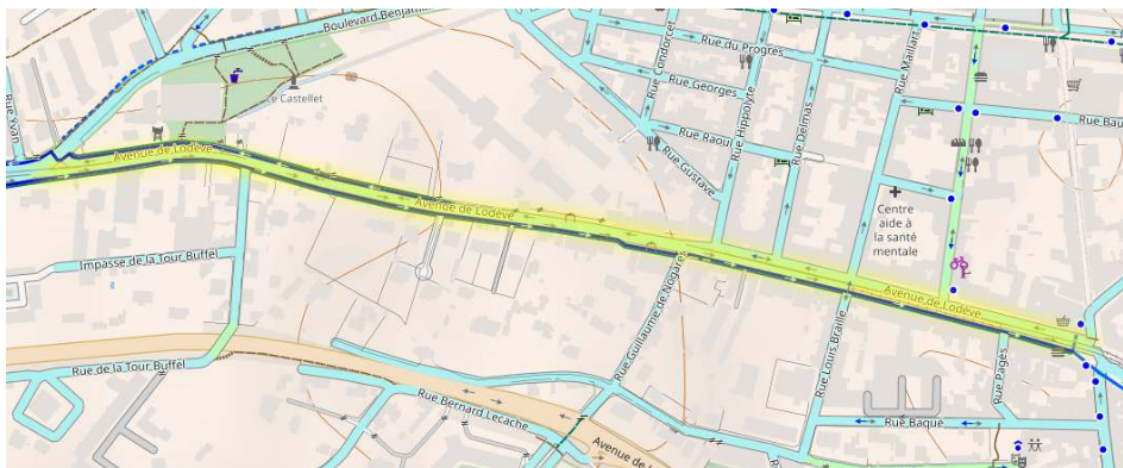 Boulevard Benjamin
Rue du Progrès
Rue Condorcet
Rue Maillart
Rue Georges
Le Castellet
Rue Yvan
Rue Hippolyte
Rue Delmas
Rue Bau
Rue Raoul
Rue Gustave
Avenue de Lodève
Avenue de Lodève
Centre
aide à
la santé
mentale
Impasse de la Tour Buffel
Rue Guillaume de Nogaret
Avenue de Lodève
Rue Louis Braille
Rue Pagès
Rue de la Tour Buffel
Rue Bernard Lecache
Rue Baqué
Avenue de